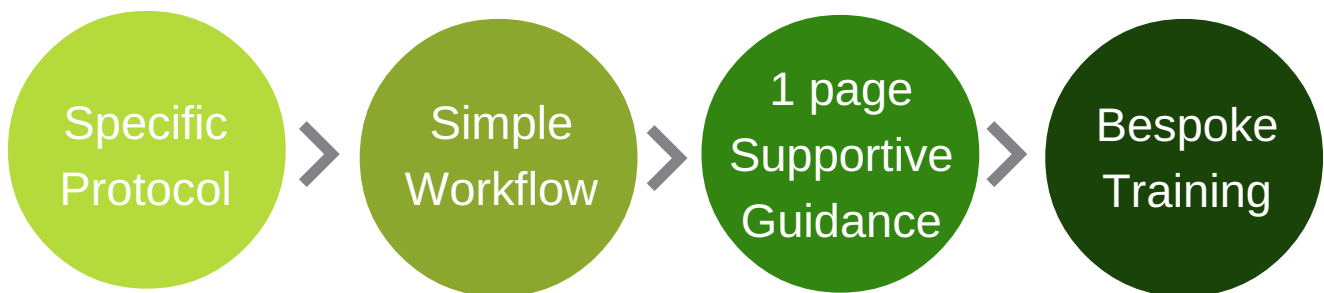 Specific
Protocol
Simple
Workflow
1 page
Supportive
Guidance
Bespoke
Training